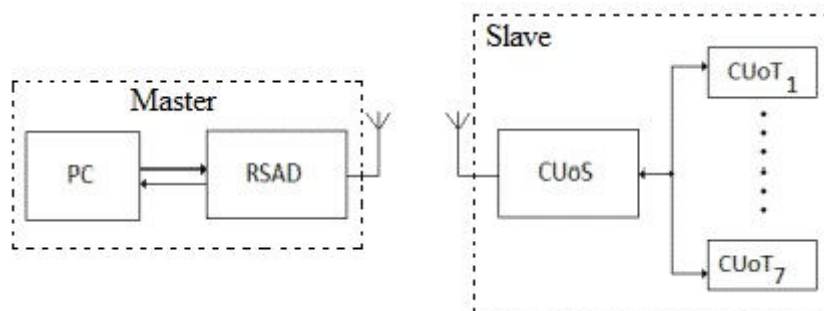 Master
PC
RSAD
Slave
CUoS
CUoT1
CUoT7